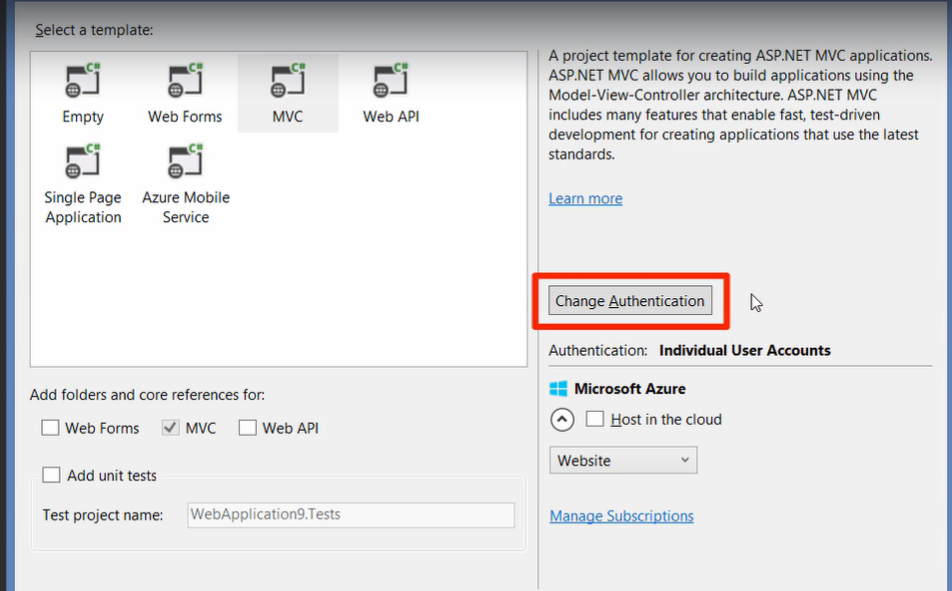 Select a template:
C#
C#
C#
C#
Empty
Web Forms
MVC
Web API
C#
C#
Single Page
Application
Azure Mobile
Service
A project template for creating ASP.NET MVC applications.
ASP.NET MVC allows you to build applications using the
Model-View-Controller architecture. ASP.NET MVC
includes many features that enable fast, test-driven
development for creating applications that use the latest
standards.
Learn more
Change Authentication
Authentication: Individual User Accounts
Microsoft Azure
Host in the cloud
Website
Manage Subscriptions
Add folders and core references for:
Web Forms
MVC
Web API
Add unit tests
Test project name:
WebApplication9.Tests